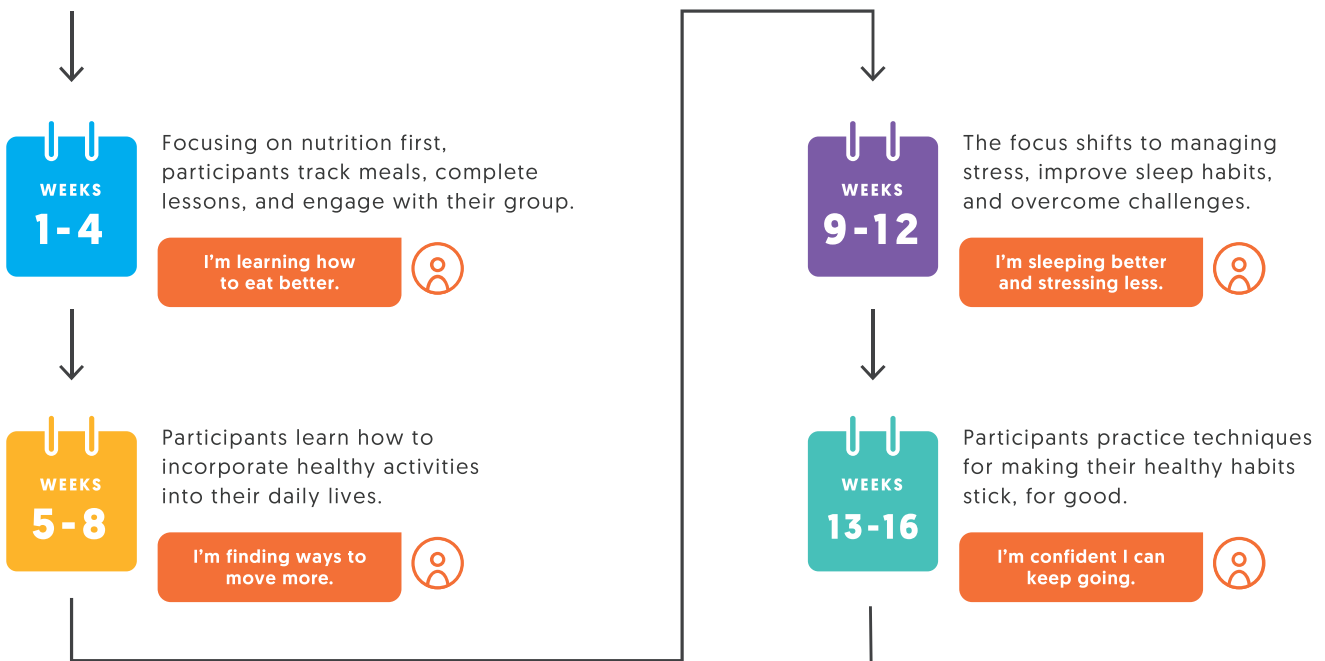 WEEKS
1-4
Focusing on nutrition first,
participants track meals, complete
lessons, and engage with their group.
I'm learning how
to eat better.
WEEKS
5-8
Participants learn how to
incorporate healthy activities
into their daily lives.
I'm finding ways to
move more.
WEEKS
9-12
The focus shifts to managing
stress, improve sleep habits,
and overcome challenges.
I'm sleeping better
and stressing less.
WEEKS
13-16
Participants practice techniques
for making their healthy habits
stick, for good.
I'm confident I can
keep going.